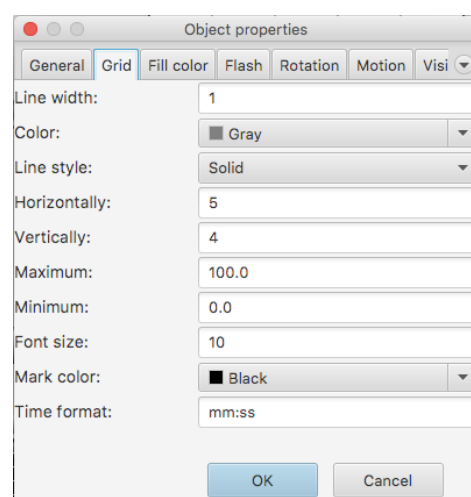 Object properties
General Grid Fill color Flash Rotation Motion Visi
Line width: 1
Color: Gray
Line style: Solid
Horizontally: 5
Vertically: 4
Maximum: 100.0
Minimum: 0.0
Font size: 10
Mark color: Black
Time format: mm:ss
OK Cancel